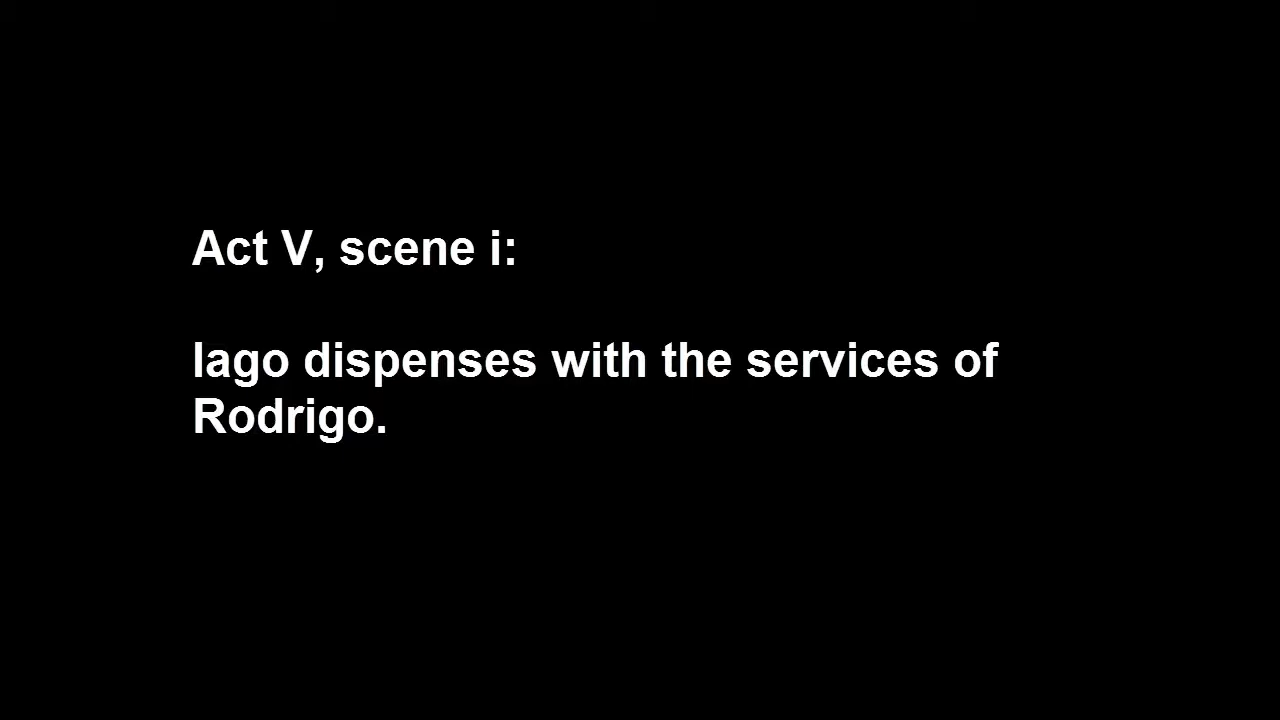 Act V, scene i:
Iago dispenses with the services of
Rodrigo.